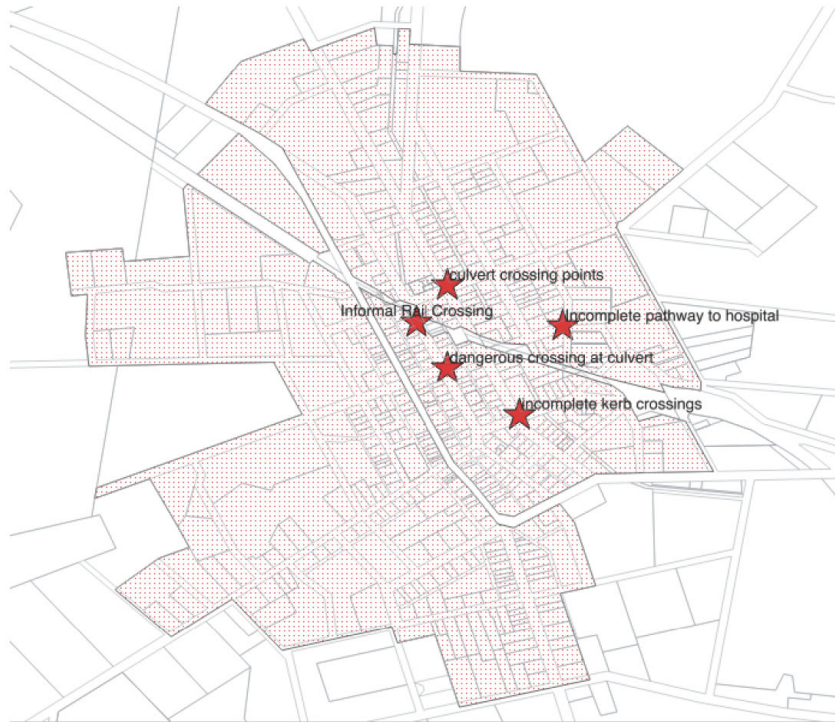 culvert crossing points
Informal Rail Crossing
Incomplete pathway to hospital
dangerous crossing at culvert
incomplete kerb crossings